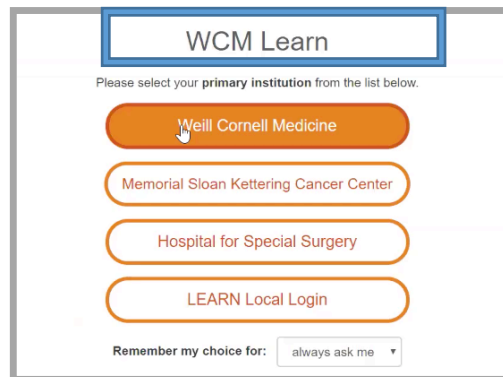 WCM Learn
Please select your primary institution from the list below.
Weill Cornell Medicine
Memorial Sloan Kettering Cancer Center
Hospital for Special Surgery
LEARN Local Login
Remember my choice for: always ask me